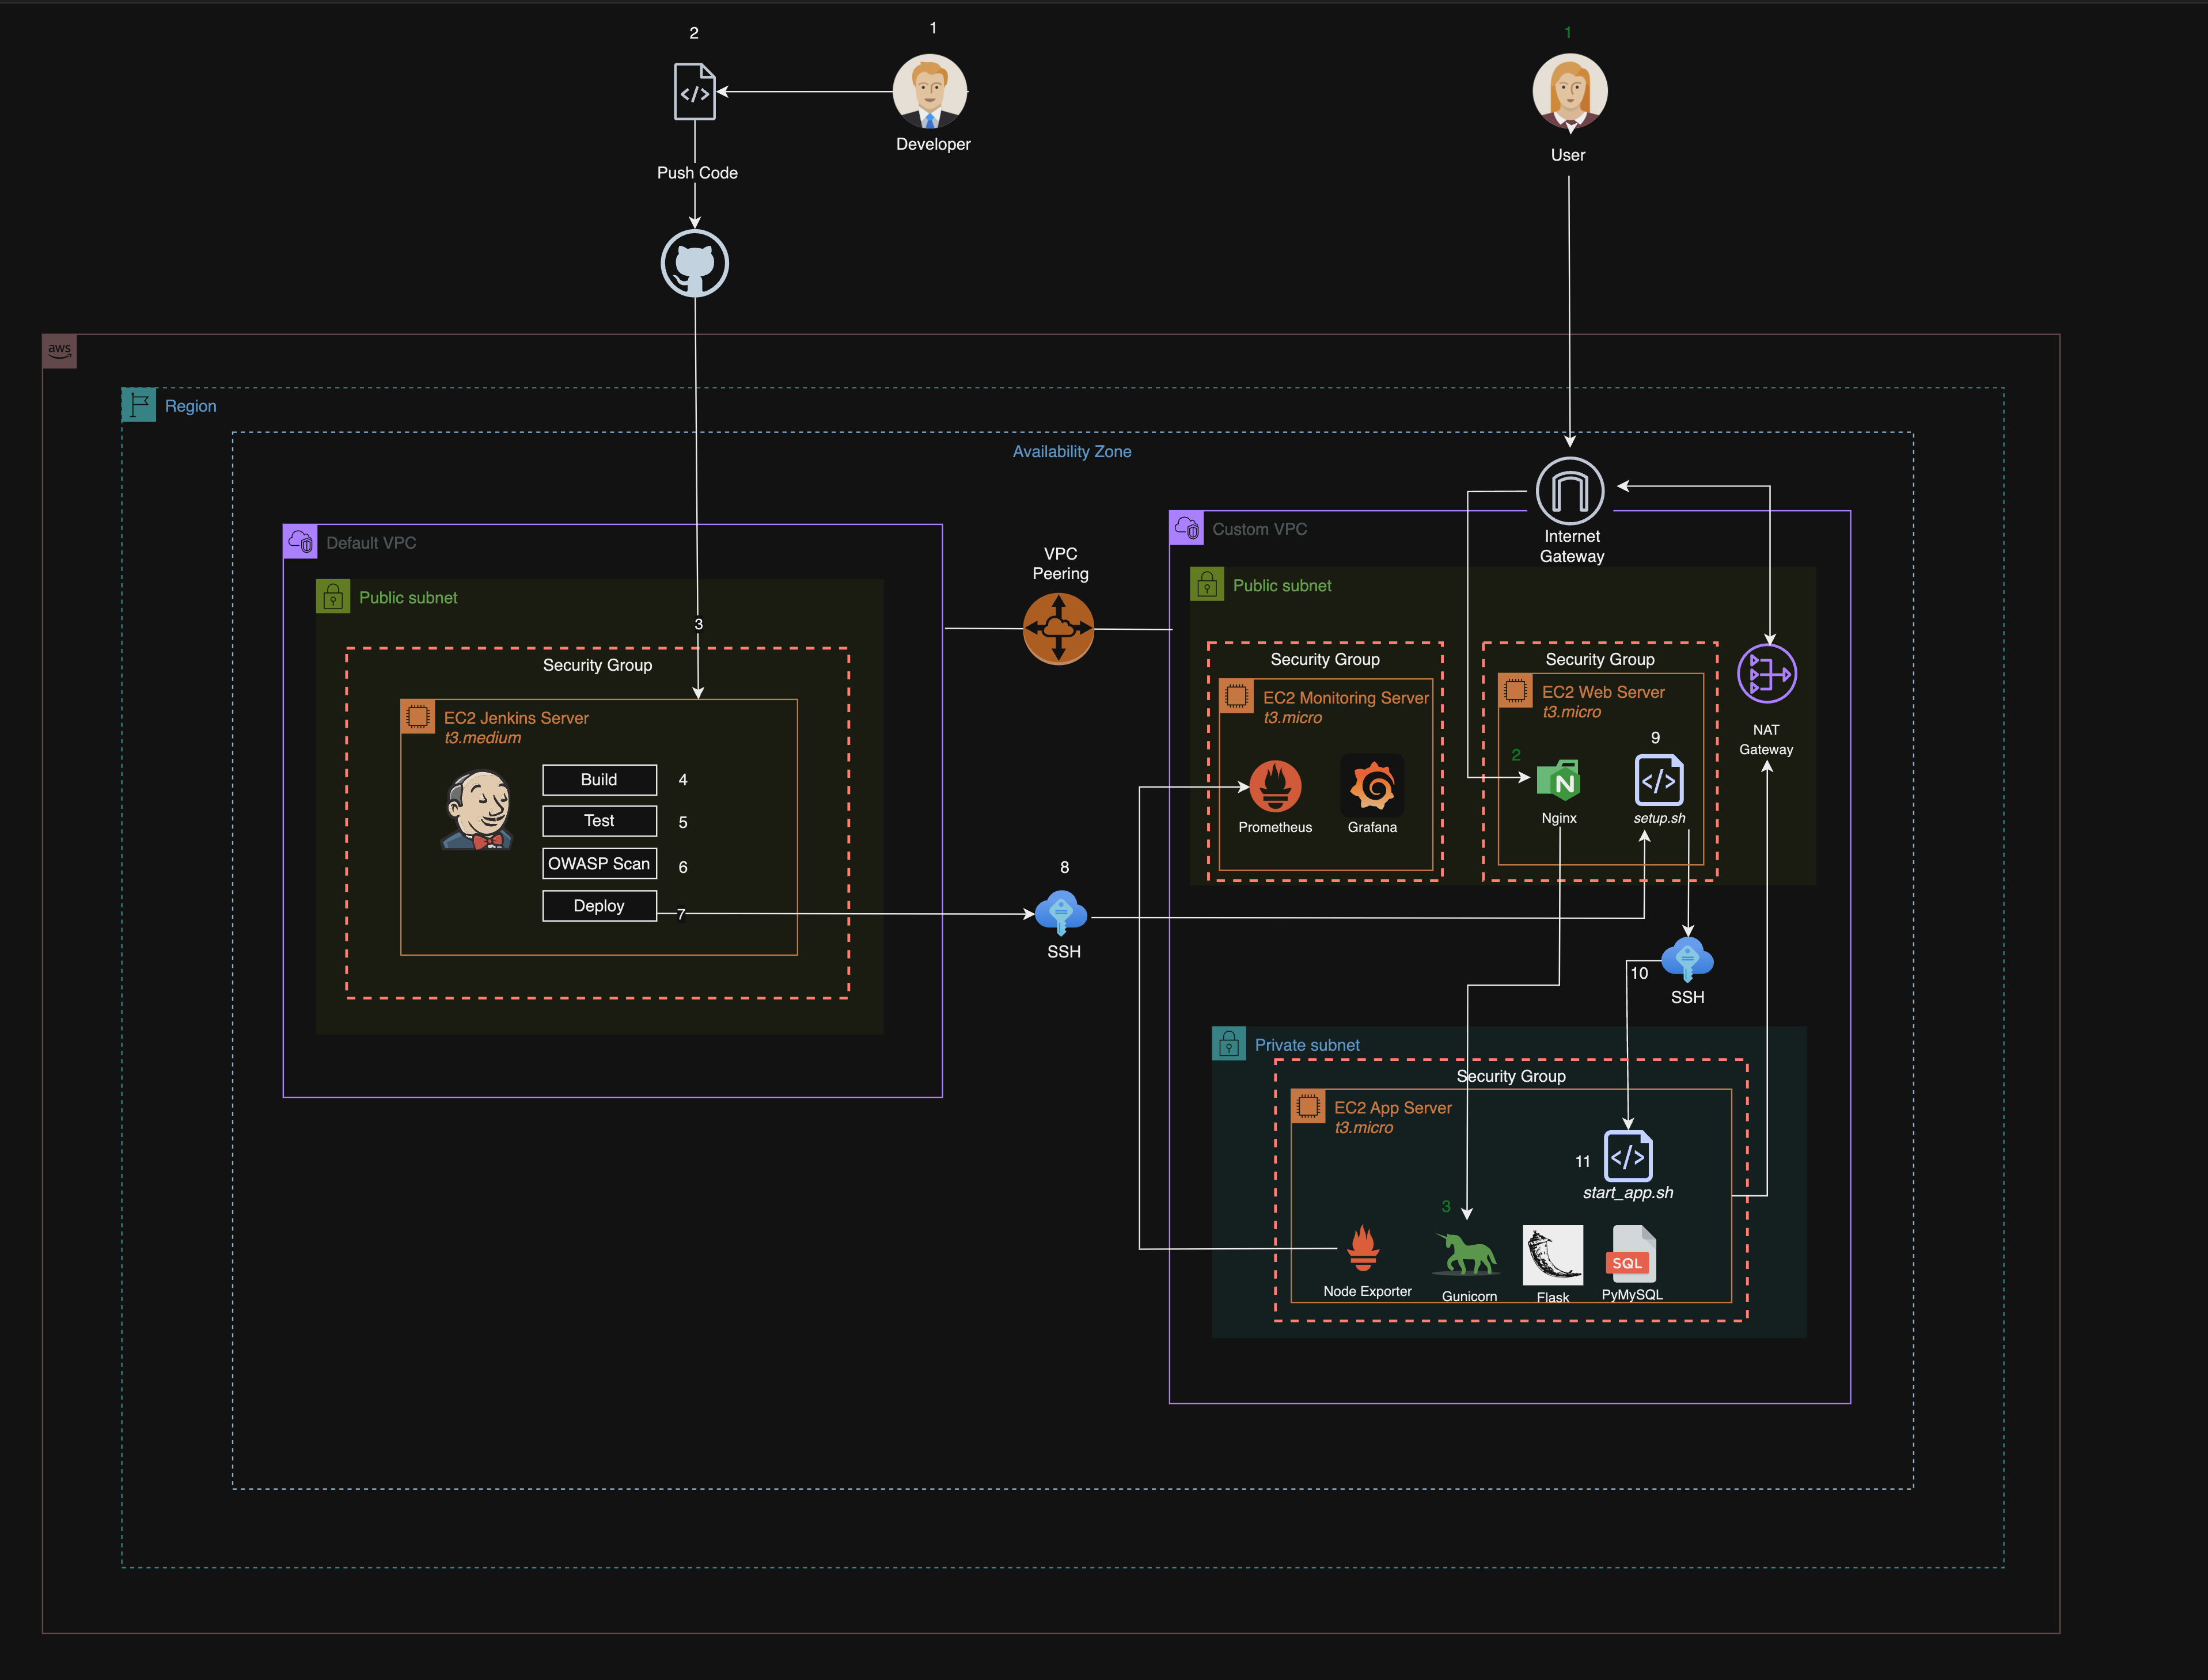 2
1
1
Developer
User
Push Code
aws
Region
Availability Zone
Internet
Gateway
Default VPC
VPC
Peering
Custom VPC
Public subnet
Public subnet
3
Security Group
Security Group
Security Group
EC2 Jenkins Server
t3.medium
EC2 Monitoring Server
t3.micro
EC2 Web Server
t3.micro
NAT
Gateway
9
2
N
Build
4
Test
5
OWASP Scan
6
Deploy
7
Prometheus
Grafana
Nginx
setup.sh
8
SSH
10
SSH
Private subnet
Security Group
EC2 App Server
t3.micro
11
start_app.sh
3
SQL
Node Exporter
Gunicorn
Flask
PyMySQL